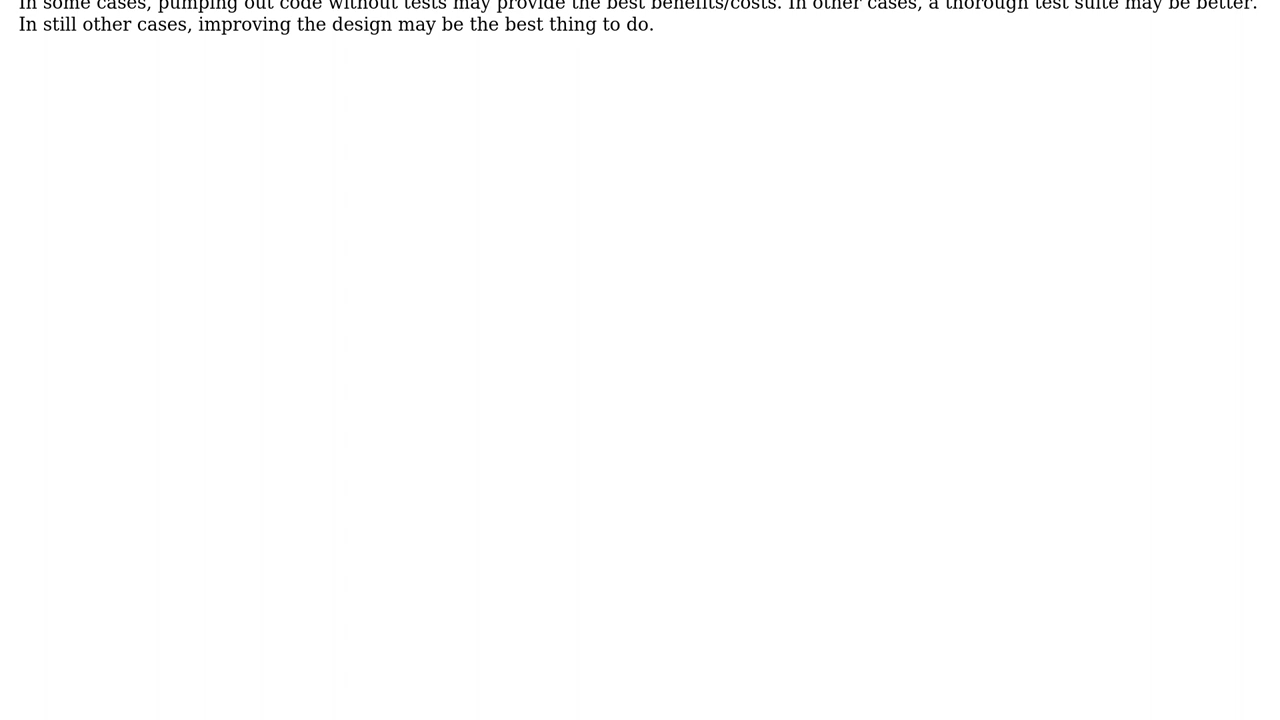 In some cases, pumping out code without tests may provide the best benefits/costs. In other cases, a thorough test suite may be better.
In still other cases, improving the design may be the best thing to do.